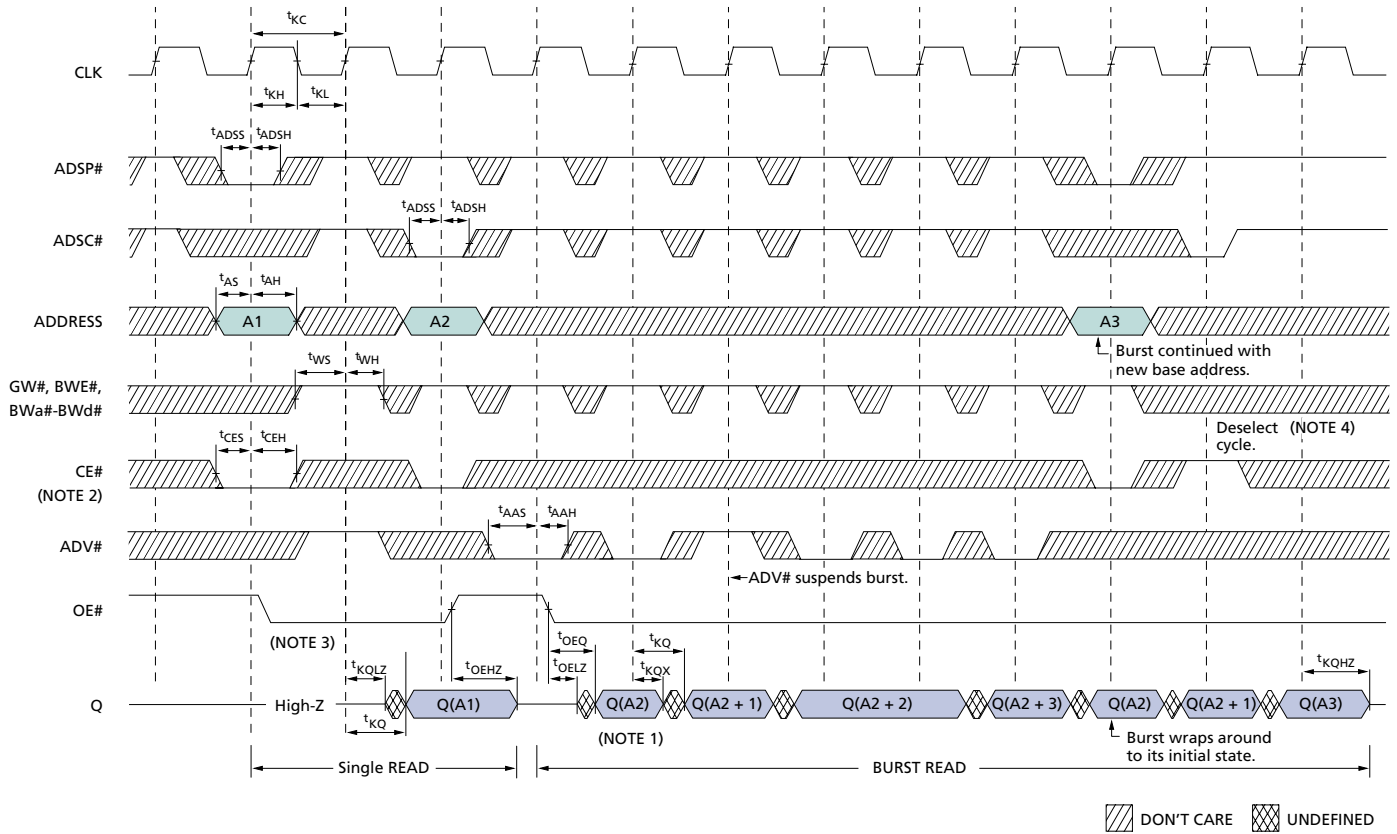 tKC
CLK
tKH
tKL
tADSS
tADSH
ADSP#
tADSS
tADSH
ADSC#
tAS
tAH
ADDRESS
A1
A2
A3
Burst continued with
new base address.
tWS
tWH
GW#, BWE#,
BWa#-BWd#
Deselect (NOTE 4)
cycle.
tCES
tCEH
CE#
(NOTE 2)
tAAS
tAAH
ADV#
ADV# suspends burst.
OE#
(NOTE 3)
tKQLZ
tOEHZ
tOEQ
tOELZ
tKQ
tKQX
tKQHZ
Q
High-Z
Q(A1)
Q(A2)
Q(A2 + 1)
Q(A2 + 2)
Q(A2 + 3)
Q(A2)
Q(A2 + 1)
Q(A3)
tKQ
(NOTE 1)
Burst wraps around
to its initial state.
Single READ
BURST READ
DON'T CARE
UNDEFINED